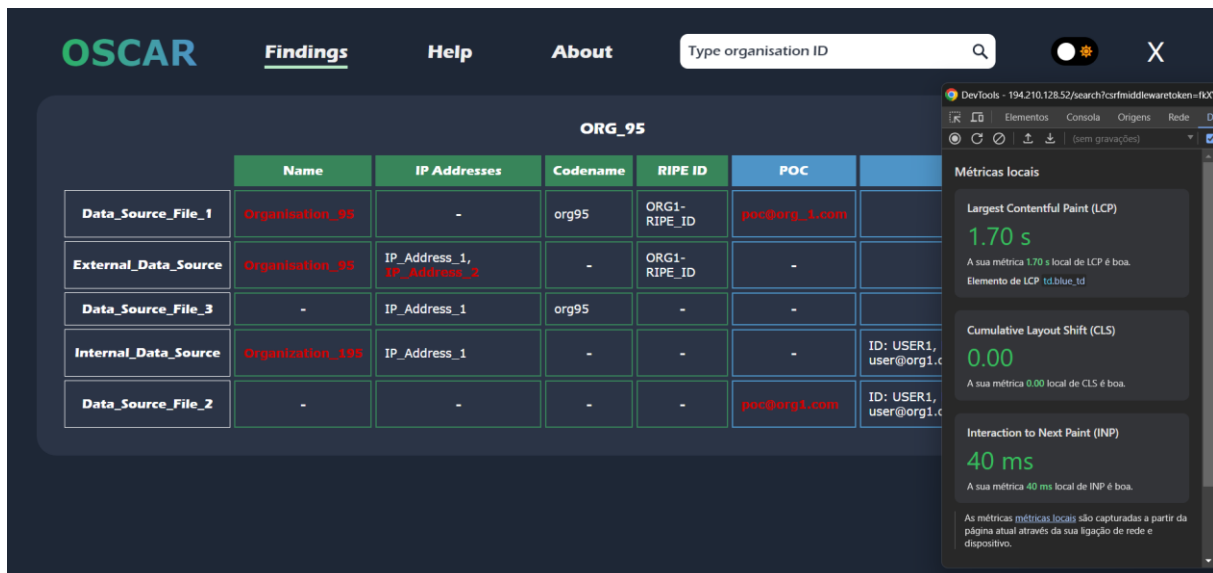 OSCAR Findings Help About Type organisation ID X
ORG_95
Name IP Addresses Codename RIPE ID POC
Data_Source_File_1 Organisation_95 - org95 ORG1-RIPE_ID poc@org_1.com
External_Data_Source Organisation_95 IP_Address_1, IP_Address_2 - ORG1-RIPE_ID -
Data_Source_File_3 - IP_Address_1 org95 - -
Internal_Data_Source Organization_195 IP_Address_1 - - - ID: USER1, user@org1.c
Data_Source_File_2 - - - - poc@org1.com ID: USER1, user@org1.c
DevTools - 194.210.128.52/search?csrfmiddlewaretoken=fkX
Elementos Consola Origens Rede D
(sem gravações)
Métricas locais
Largest Contentful Paint (LCP)
1.70 s
A sua métrica 1.70 s local de LCP é boa.
Elemento de LCP td.blue_td
Cumulative Layout Shift (CLS)
0.00
A sua métrica 0.00 local de CLS é boa.
Interaction to Next Paint (INP)
40 ms
A sua métrica 40 ms local de INP é boa.
As métricas métricas locais são capturadas a partir da
página atual através da sua ligação de rede e
dispositivo.